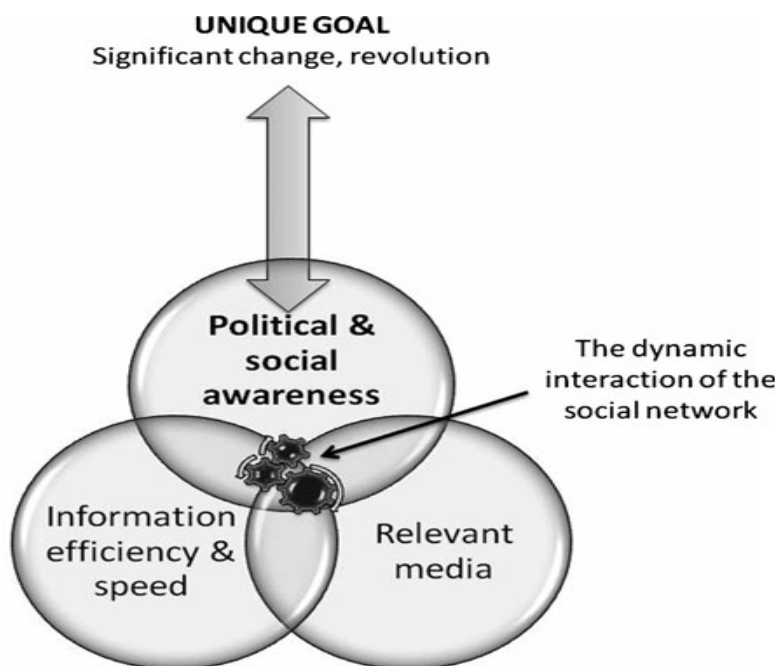 UNIQUE GOAL
Significant change, revolution
Political &
social
awareness
The dynamic
interaction of the
social network
Information
efficiency &
speed
Relevant
media